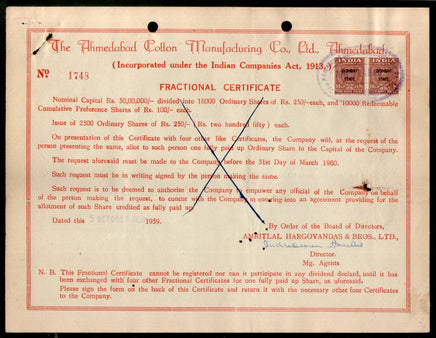 The Ahmedabad Cotton Manufacturing Co., Ltd., Ahmedabad.
(Incorporated under the Indian Companies Act, 1913.)
No 1748
INDIA INDIA
BOMBAY STATE BOMBAY STATE
FRACTIONAL CERTIFICATE
Nominal Capital Rs. 50,00,000/- divided into 16000 Ordinary Shares of Rs. 250/-each, and 10000 Redeemable
Cumulative Preference Shares of Rs. 100/- each.
Issue of 2500 Ordinary Shares of Rs. 250/- (Rs. two hundred fifty) each.
On presentation of this Certificate with four other like Certificates, the Company will, at the request of the
person presenting the same, allot to such person one fully paid up Ordinary Share in the Capital of the Company.
The request aforesaid must be made to the Company before the 31st Day of March 1960.
Such request must be in writing signed by the person making the same.
Such request is to be deemed to authorise the Company to empower any official of the Company on behalf
of the person making the request, to concur with the Company in entering into an agreement providing for the
allotment of such Share credited as fully paid up.
Dated this 5 OCTOBER 1959.
By Order of the Board of Directors,
AMRITLAL HARGOVANDAS & BROS., LTD.,
Director.
Mg. Agents
N. B. This Fractional Certificate cannot be registered nor can it participate in any dividend declared, until it has
been exchanged with four other Fractional Certificates for one fully paid up Share, as aforesaid.
Please sign the form on the back of this Certificate and return it with the necessary other four Certificates
to the Company.